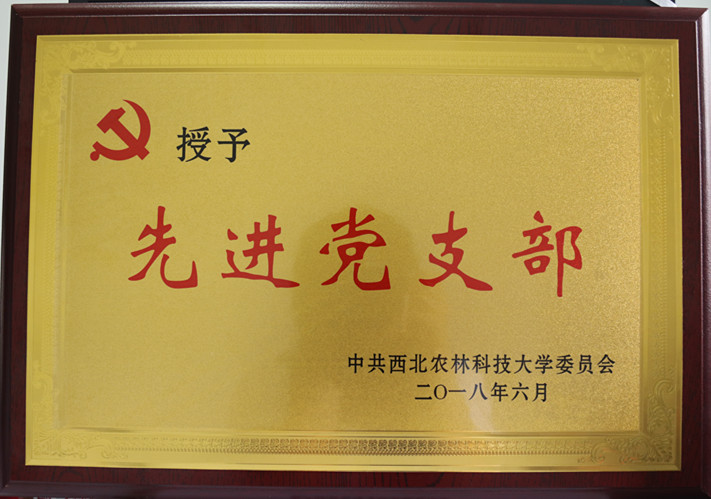 授予
先进党支部
中共西北农林科技大学委员会
二〇一八年六月